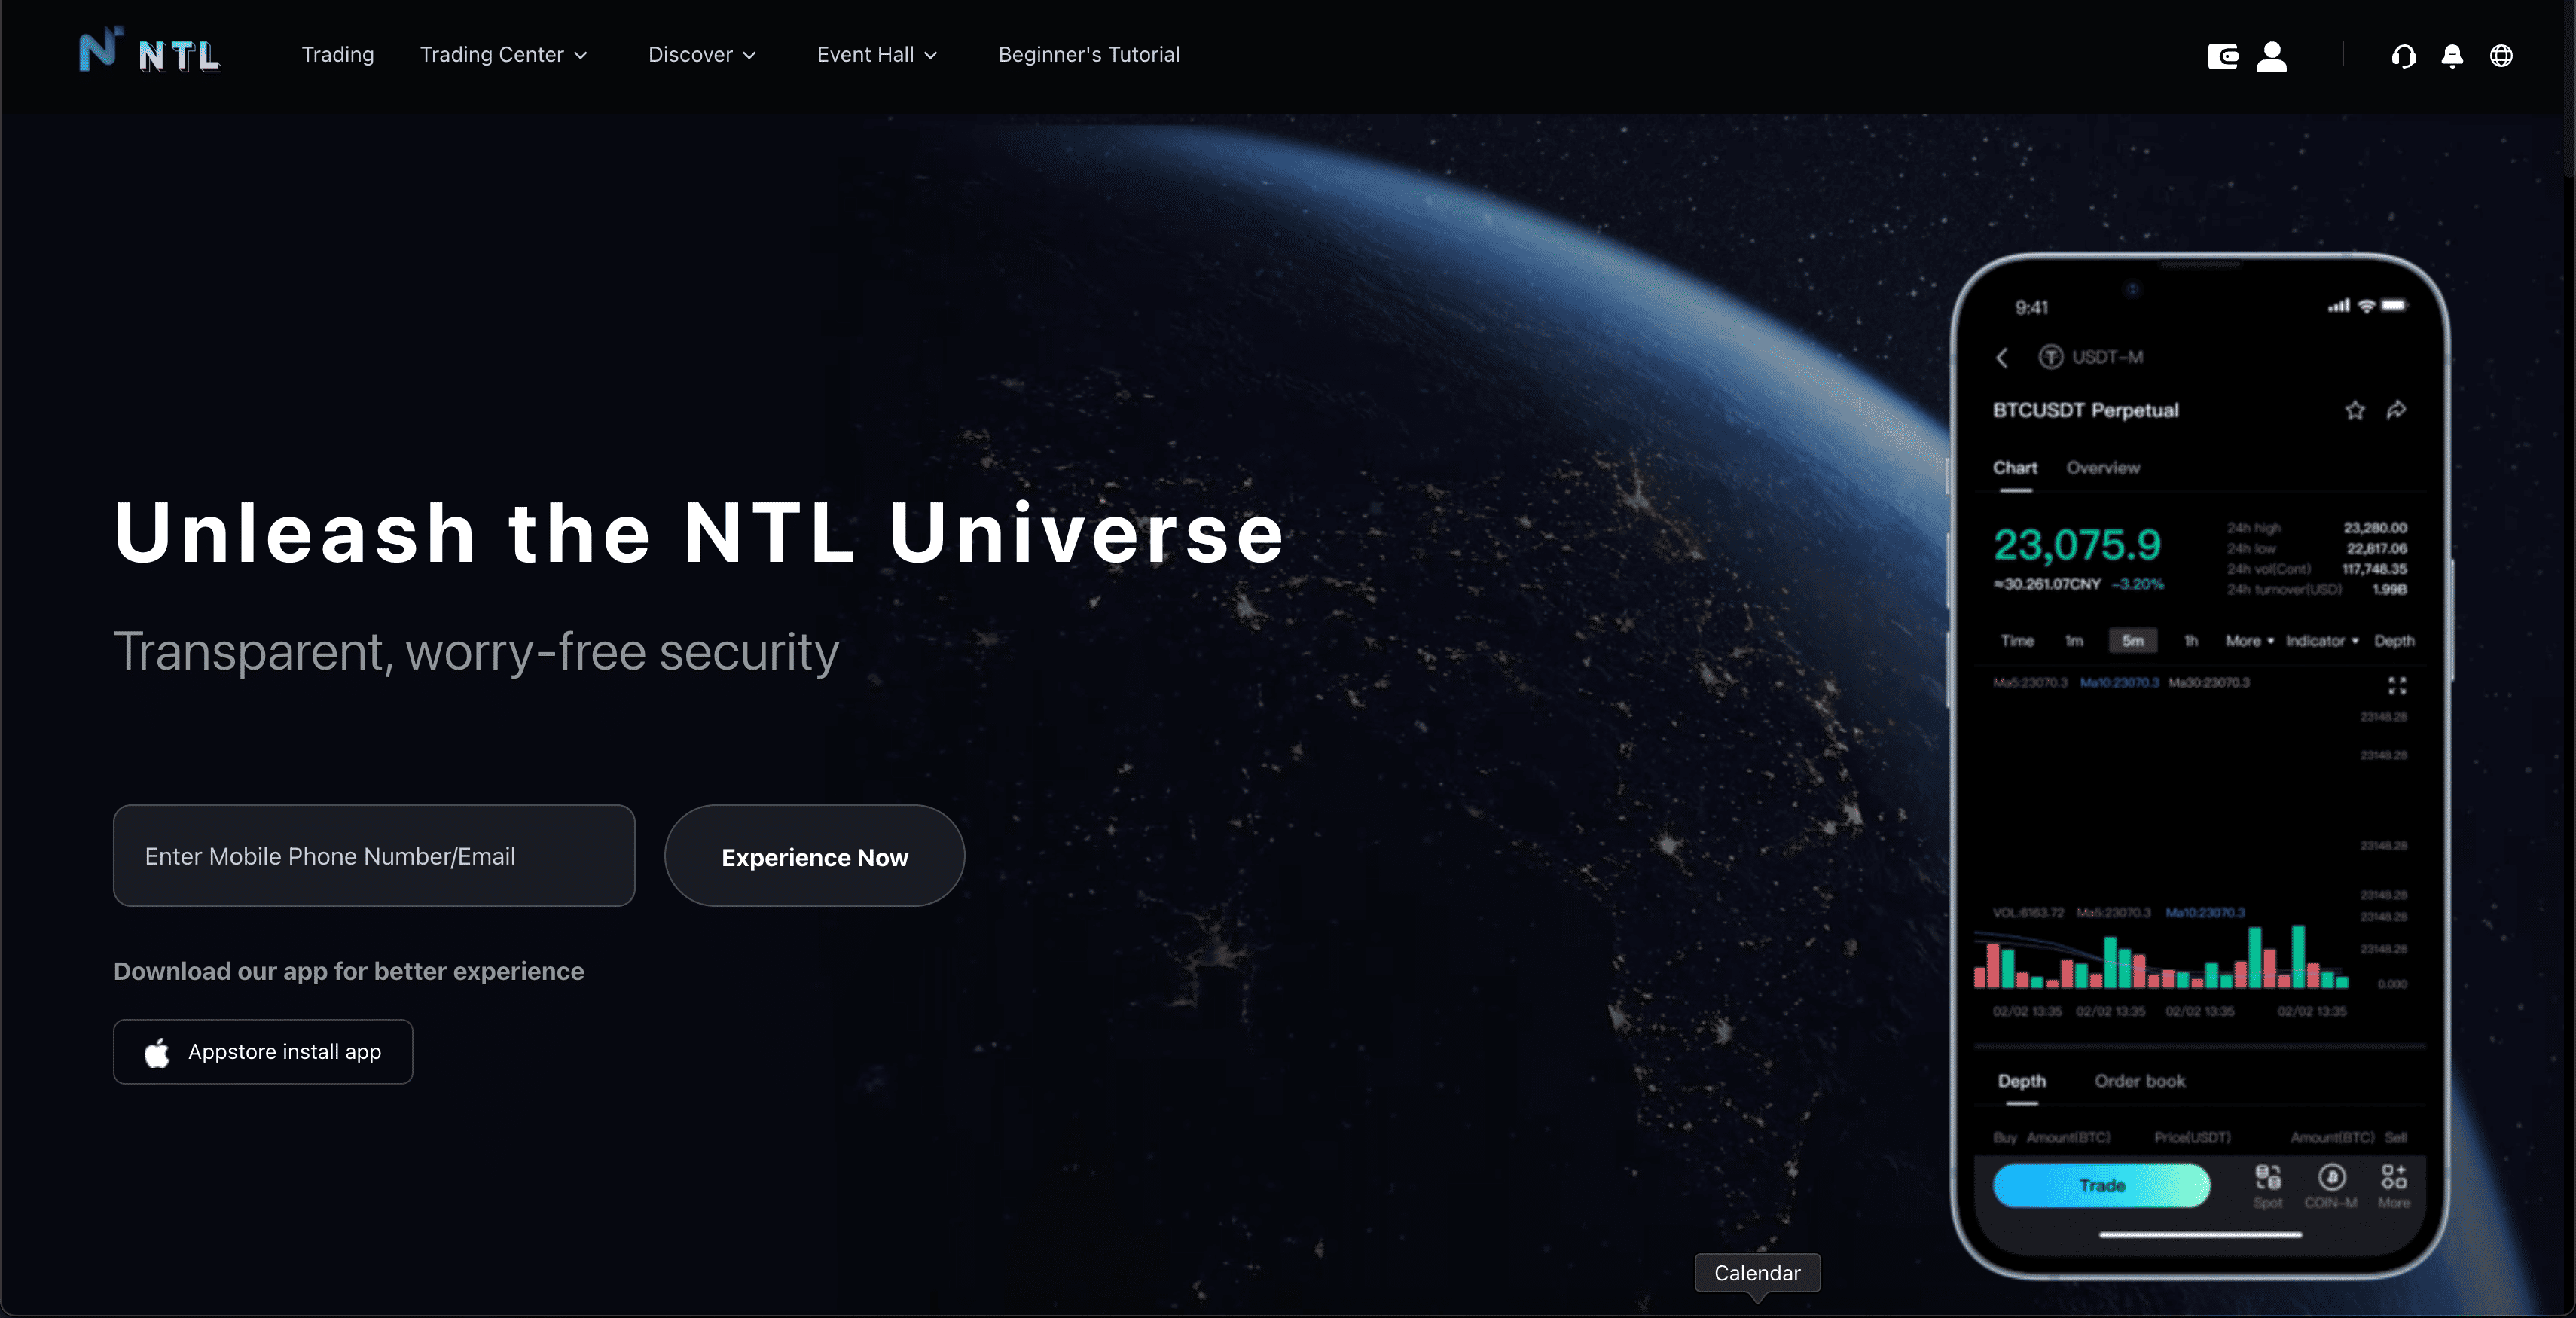 NTL
Trading
Trading Center
Discover
Event Hall
Beginner's Tutorial
Unleash the NTL Universe
Transparent, worry-free security
Enter Mobile Phone Number/Email
Experience Now
Download our app for better experience
Appstore install app
9:41
USDT-M
BTCUSDT Perpetual
Chart Overview
23,075.9
≈30.261.07CNY -3.20%
24h high 23,280.00
24h low 22,817.06
24h vol(Cont) 117,748.35
24h turnover(USD) 1.99B
Time 1m 5m 1h More Indicator Depth
Ma5:23070.3 Ma10:23070.3 Ma30:23070.3
23148.28
23148.28
23148.28
23148.28
VOL:6163.72 Ma5:23070.3 Ma10:23070.3
23148.28
23148.28
0.000
02/02 13:35 02/02 13:35 02/02 13:35 02/02 13:35
Depth Order book
Buy Amount(BTC) Price(USDT) Amount(BTC) Sell
Trade
Spot
COIN-M
More
Calendar